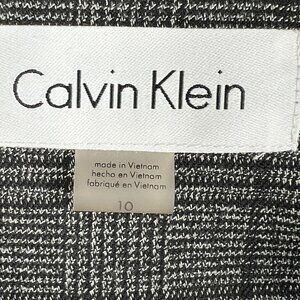 Calvin Klein
made in Vietnam
hecho en Vietnam
fabriqué en Vietnam
10